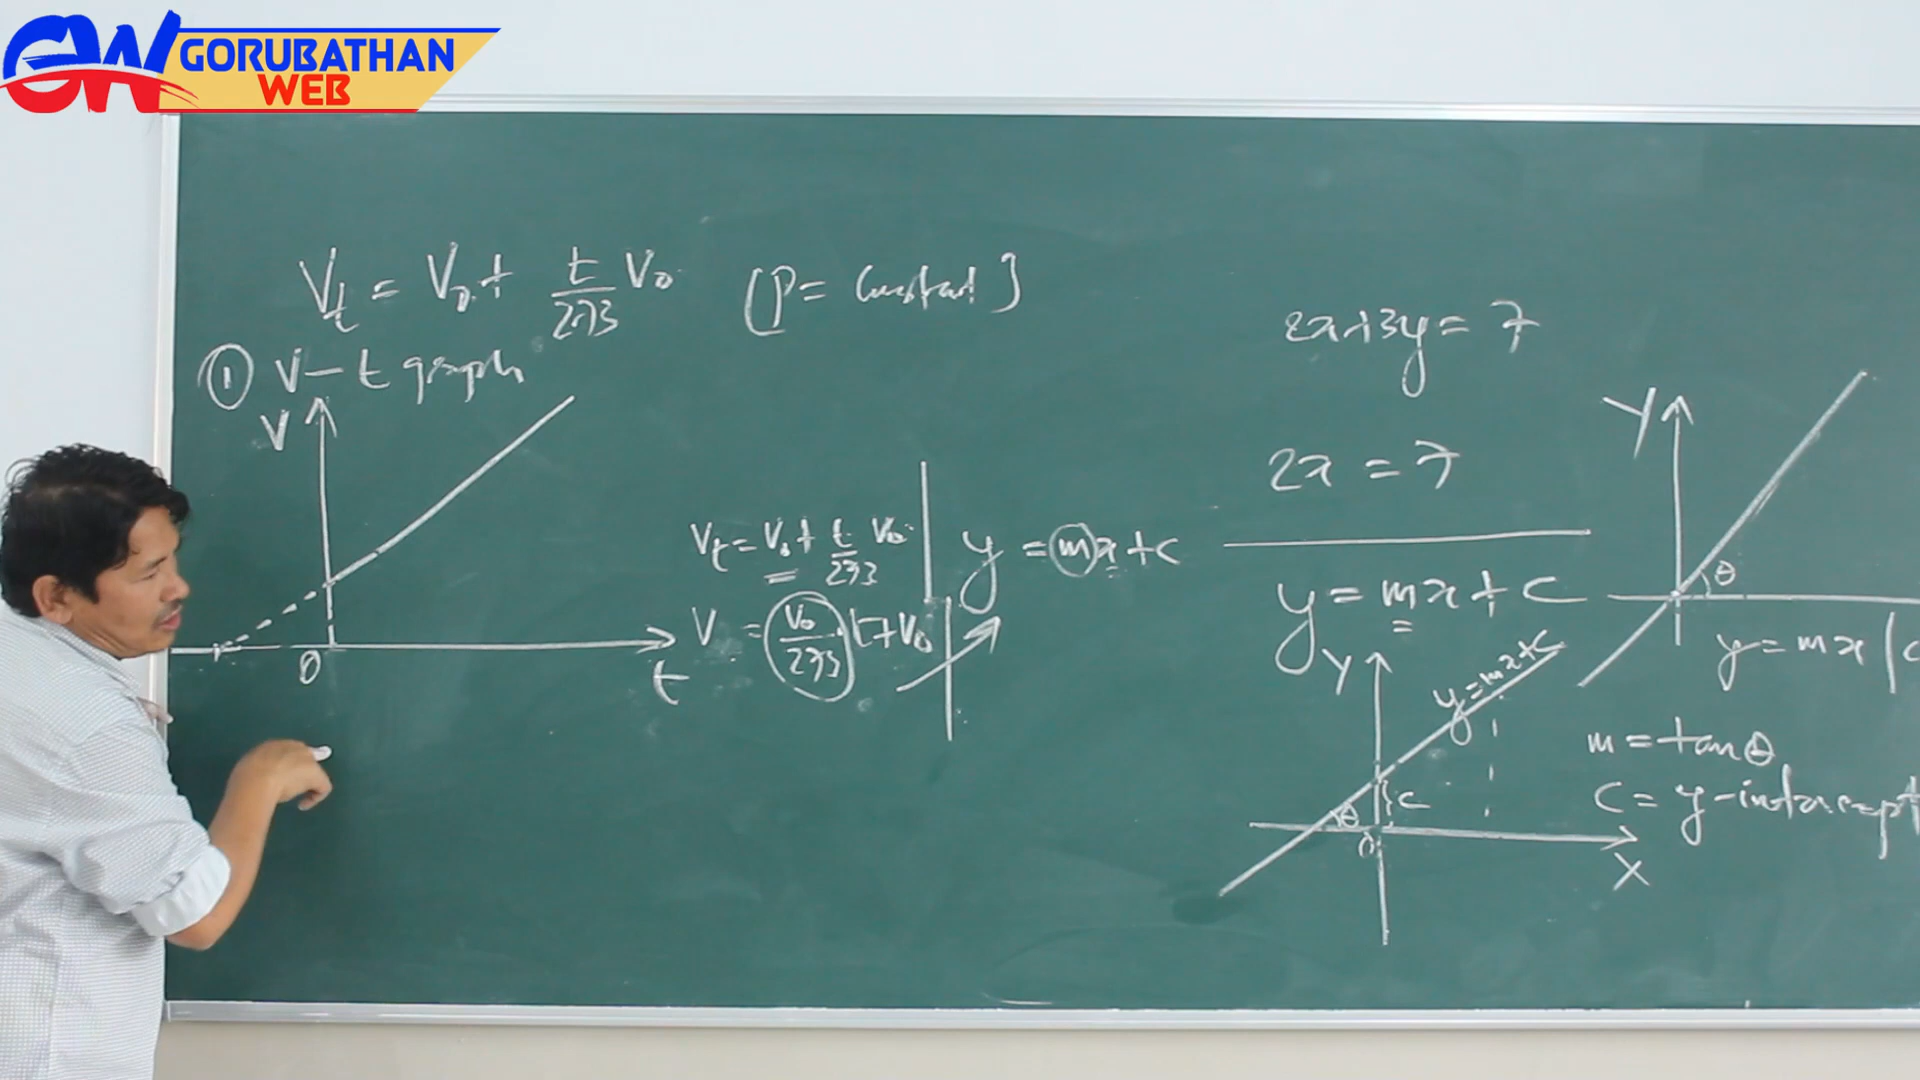 GORUBATHAN
WEB
Vt = V0 + t/273 V0 (P = Constant)
① V – t graph
V
O
t
Vt = V0 + t/273 V0
V = V0/273 t + V0
y = mx + c
2x + 3y = 7
2x = 7
y = mx + c
Y
y = mx + c
θ
c
O
X
Y
θ
y = mx | c
m = tanθ
c = y-intercept